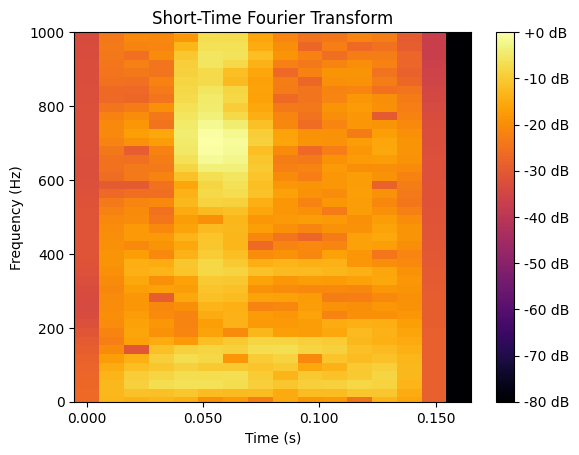 Short-Time Fourier Transform
1000
800
600
400
200
0
Frequency (Hz)
0.000
0.050
0.100
0.150
Time (s)
+0 dB
-10 dB
-20 dB
-30 dB
-40 dB
-50 dB
-60 dB
-70 dB
-80 dB